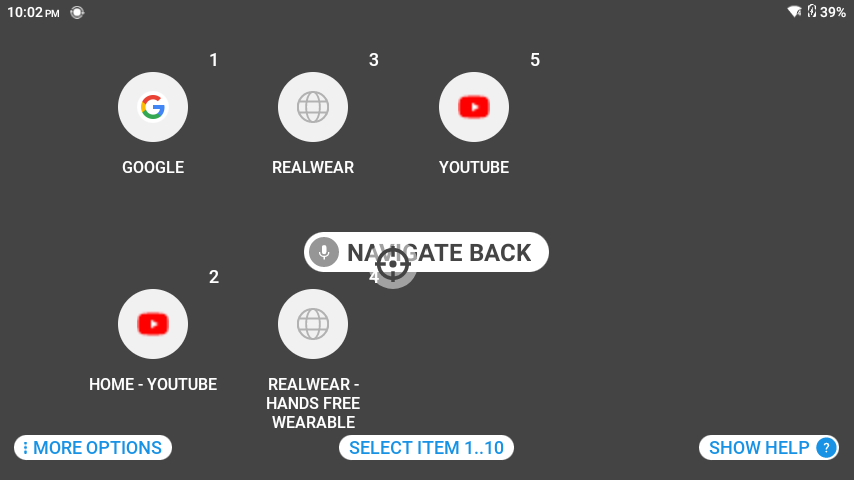 10:02 PM
39%
1
3
5
GOOGLE
REALWEAR
YOUTUBE
NAVIGATE BACK
2
4
HOME - YOUTUBE
REALWEAR -
HANDS FREE
WEARABLE
MORE OPTIONS
SELECT ITEM 1..10
SHOW HELP ?